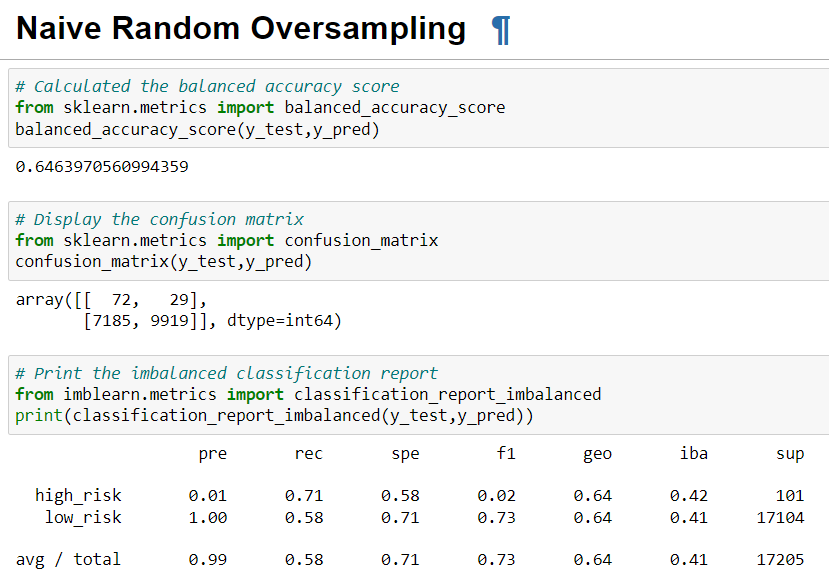 Naive Random Oversampling ¶
# Calculated the balanced accuracy score
from sklearn.metrics import balanced_accuracy_score
balanced_accuracy_score(y_test,y_pred)
0.6463970560994359
# Display the confusion matrix
from sklearn.metrics import confusion_matrix
confusion_matrix(y_test,y_pred)
array([[  72,   29],
       [7185, 9919]], dtype=int64)
# Print the imbalanced classification report
from imblearn.metrics import classification_report_imbalanced
print(classification_report_imbalanced(y_test,y_pred))
pre rec spe f1 geo iba sup
high_risk 0.01 0.71 0.58 0.02 0.64 0.42 101
low_risk 1.00 0.58 0.71 0.73 0.64 0.41 17104
avg / total 0.99 0.58 0.71 0.73 0.64 0.41 17205